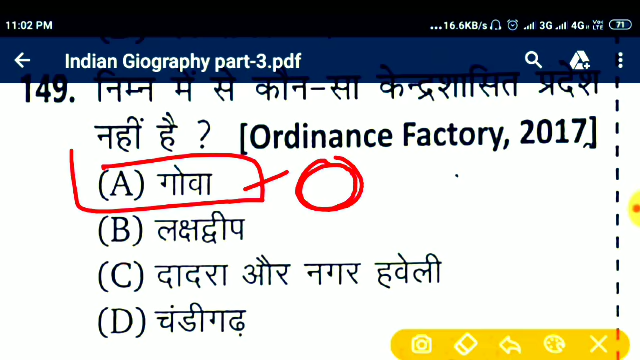 11:02 PM
...16.6KB/s 3G 4G VoLTE 71
Indian Giography part-3.pdf
149. निम्न में से कौन-सा केन्द्रशासित प्रदेश
नहीं है ? [Ordinance Factory, 2017]
(A) गोवा
(B) लक्षद्वीप
(C) दादरा और नगर हवेली
(D) चंडीगढ़